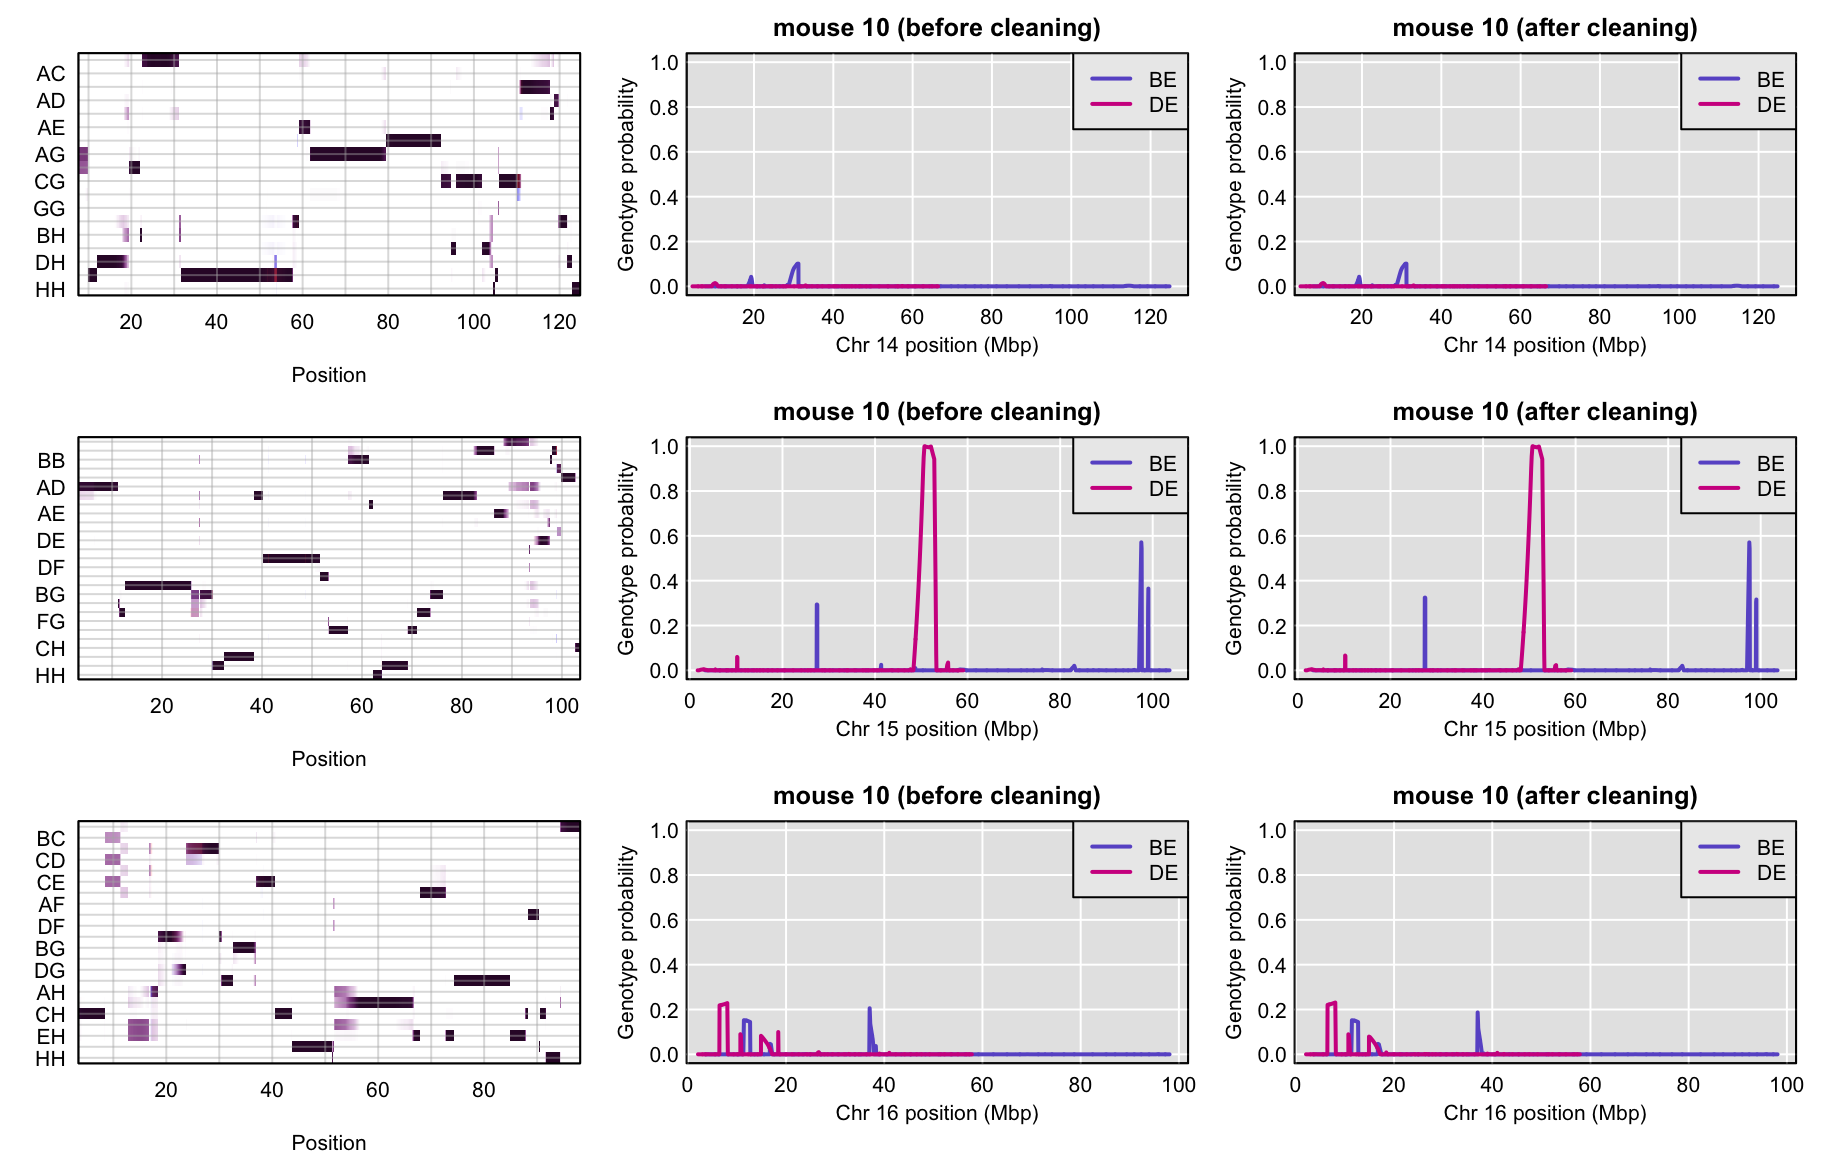 mouse 10 (before cleaning)
mouse 10 (after cleaning)
AC
AD
AE
AG
CG
GG
BH
DH
HH
20 40 60 80 100 120
Position
Genotype probability
1.0
0.8
0.6
0.4
0.2
0.0
BE
DE
20 40 60 80 100 120
Chr 14 position (Mbp)
Genotype probability
1.0
0.8
0.6
0.4
0.2
0.0
BE
DE
20 40 60 80 100 120
Chr 14 position (Mbp)
mouse 10 (before cleaning)
mouse 10 (after cleaning)
BB
AD
AE
DE
DF
BG
FG
CH
HH
20 40 60 80 100
Position
Genotype probability
1.0
0.8
0.6
0.4
0.2
0.0
BE
DE
0 20 40 60 80 100
Chr 15 position (Mbp)
Genotype probability
1.0
0.8
0.6
0.4
0.2
0.0
BE
DE
0 20 40 60 80 100
Chr 15 position (Mbp)
mouse 10 (before cleaning)
mouse 10 (after cleaning)
BC
CD
CE
AF
DF
BG
DG
AH
CH
EH
HH
20 40 60 80
Position
Genotype probability
1.0
0.8
0.6
0.4
0.2
0.0
BE
DE
0 20 40 60 80 100
Chr 16 position (Mbp)
Genotype probability
1.0
0.8
0.6
0.4
0.2
0.0
BE
DE
0 20 40 60 80 100
Chr 16 position (Mbp)